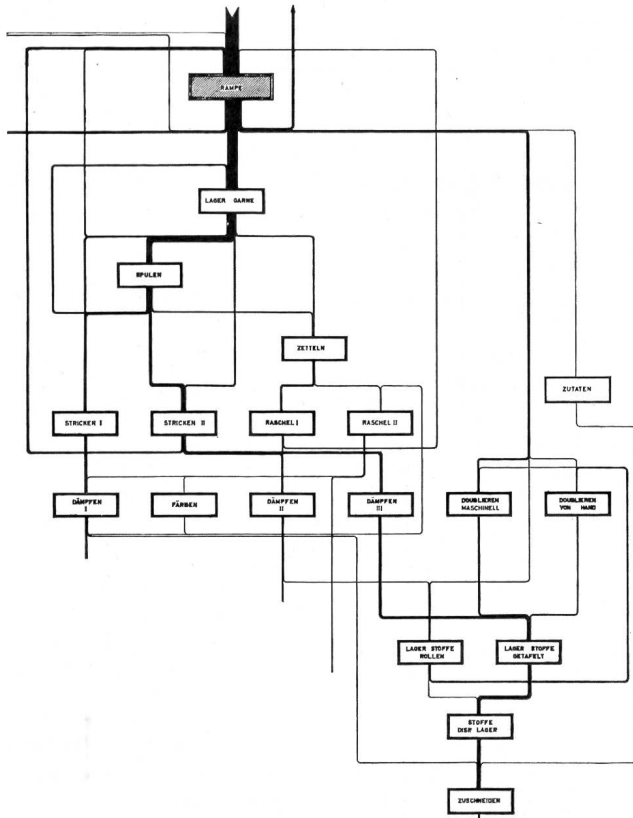 RAMPE
LAGER GARNE
SPULEN
ZETTELN
ZUTATEN
STRICKEN I
STRICKEN II
RASCHEL I
RASCHEL II
DÄMPFEN
I
FÄRBEN
DÄMPFEN
II
DÄMPFEN
III
DOUBLIEREN
MASCHINELL
DOUBLIEREN
VON HAND
LAGER STOFFE
ROLLEN
LAGER STOFFE
GETAFELT
STOFFE
DISP. LAGER
ZUSCHNEIDEN